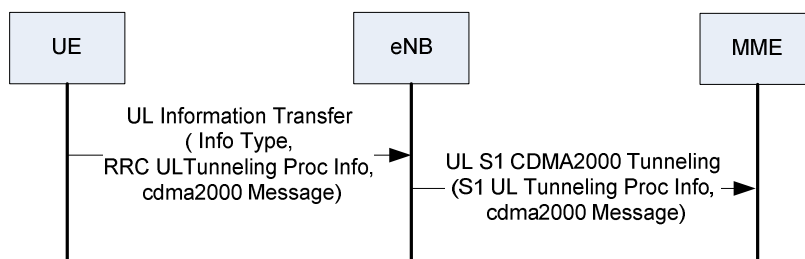 UE
eNB
MME
UL Information Transfer
( Info Type,
RRC ULTunneling Proc Info,
cdma2000 Message)
UL S1 CDMA2000 Tunneling
(S1 UL Tunneling Proc Info,
cdma2000 Message)